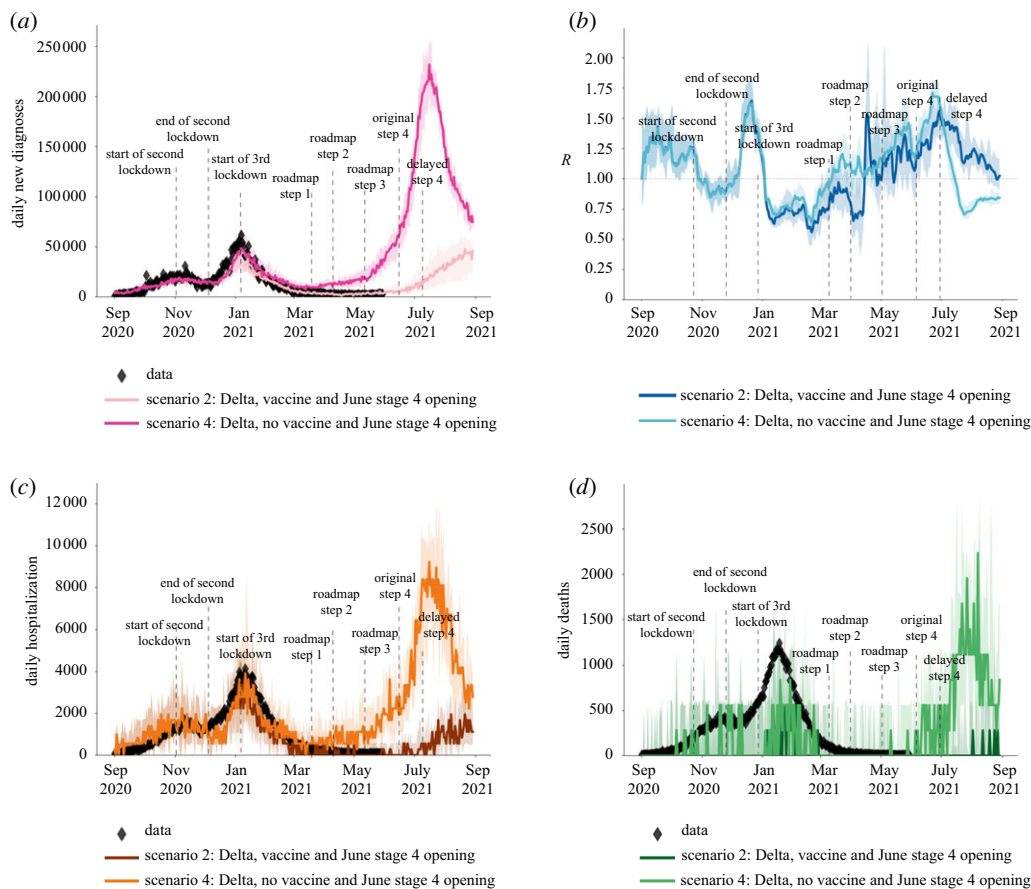 (a)
250 000
200 000
150 000
100 000
50 000
0
daily new diagnoses
start of second
lockdown
end of second
lockdown
start of 3rd
lockdown
roadmap
step 1
roadmap
step 2
roadmap
step 3
original
step 4
delayed
step 4
Sep Nov Jan Mar May July Sep
2020 2020 2021 2021 2021 2021 2021
data
scenario 2: Delta, vaccine and June stage 4 opening
scenario 4: Delta, no vaccine and June stage 4 opening
(b)
1.75
1.50
1.25
1.00
0.75
0.50
0.25
0
R
start of second
lockdown
end of second
lockdown
start of 3rd
lockdown
roadmap
step 1
roadmap
step 2
roadmap
step 3
original
step 4
delayed
step 4
Sep Nov Jan Mar May July Sep
2020 2020 2021 2021 2021 2021 2021
scenario 2: Delta, vaccine and June stage 4 opening
scenario 4: Delta, no vaccine and June stage 4 opening
(c)
12 000
10 000
8000
6000
4000
2000
0
daily hospitalization
start of second
lockdown
end of second
lockdown
start of 3rd
lockdown
roadmap
step 1
roadmap
step 2
roadmap
step 3
original
step 4
delayed
step 4
Sep Nov Jan Mar May July Sep
2020 2020 2021 2021 2021 2021 2021
data
scenario 2: Delta, vaccine and June stage 4 opening
scenario 4: Delta, no vaccine and June stage 4 opening
(d)
2500
2000
1500
1000
500
0
daily deaths
start of second
lockdown
end of second
lockdown
start of 3rd
lockdown
roadmap
step 1
roadmap
step 2
roadmap
step 3
original
step 4
delayed
step 4
Sep Nov Jan Mar May July Sep
2020 2020 2021 2021 2021 2021 2021
data
scenario 2: Delta, vaccine and June stage 4 opening
scenario 4: Delta, no vaccine and June stage 4 opening